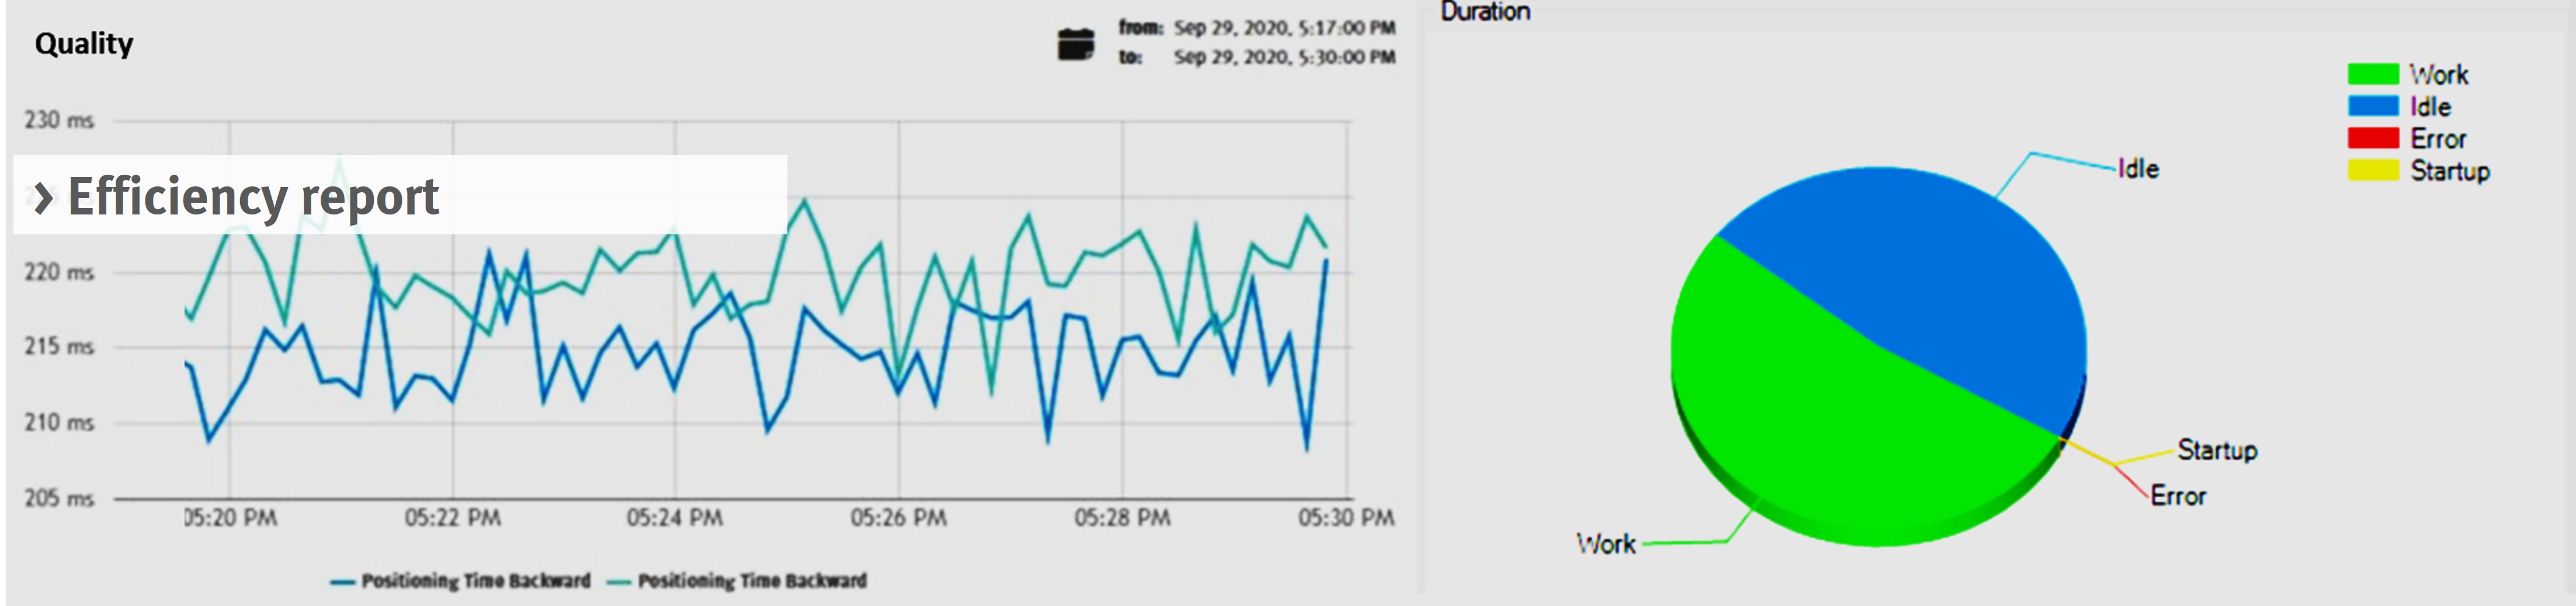 Quality
from: Sep 29, 2020, 5:17:00 PM
to: Sep 29, 2020, 5:30:00 PM
230 ms
› Efficiency report
220 ms
215 ms
210 ms
205 ms
05:20 PM 05:22 PM 05:24 PM 05:26 PM 05:28 PM 05:30 PM
Positioning Time Backward Positioning Time Backward
Duration
Work
Idle
Error
Startup
Idle
Startup
Error
Work